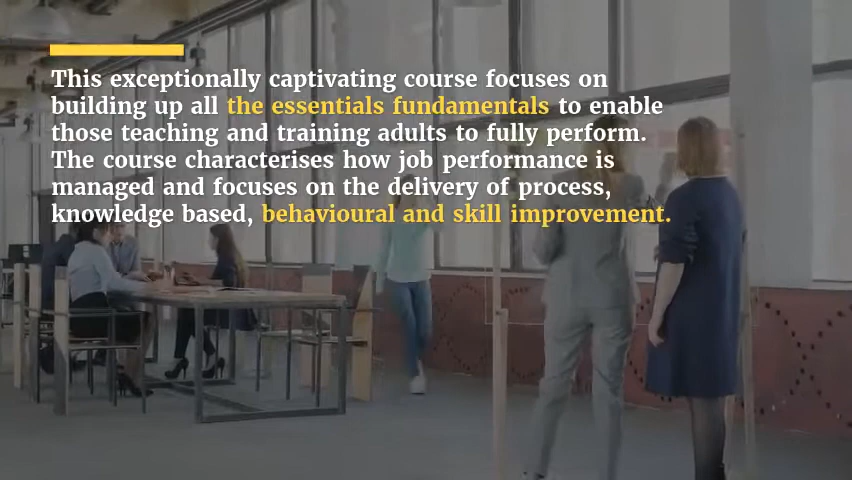 This exceptionally captivating course focuses on
building up all the essentials fundamentals to enable
those teaching and training adults to fully perform.
The course characterises how job performance is
managed and focuses on the delivery of process,
knowledge based, behavioural and skill improvement.